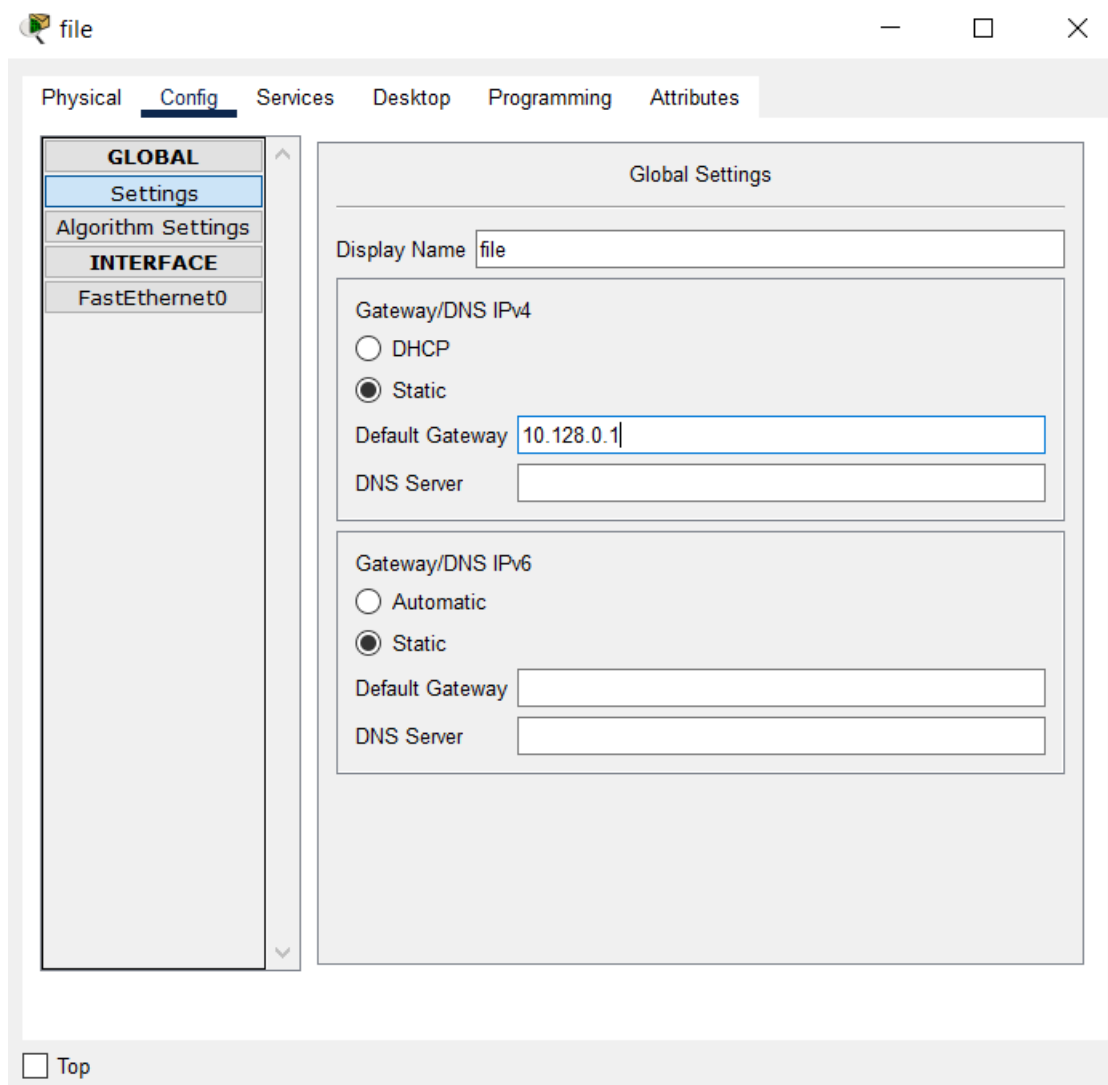 file
Physical Config Services Desktop Programming Attributes
GLOBAL
Settings
Algorithm Settings
INTERFACE
FastEthernet0
Global Settings
Display Name file
Gateway/DNS IPv4
DHCP
Static
Default Gateway 10.128.0.1
DNS Server
Gateway/DNS IPv6
Automatic
Static
Default Gateway
DNS Server
Top